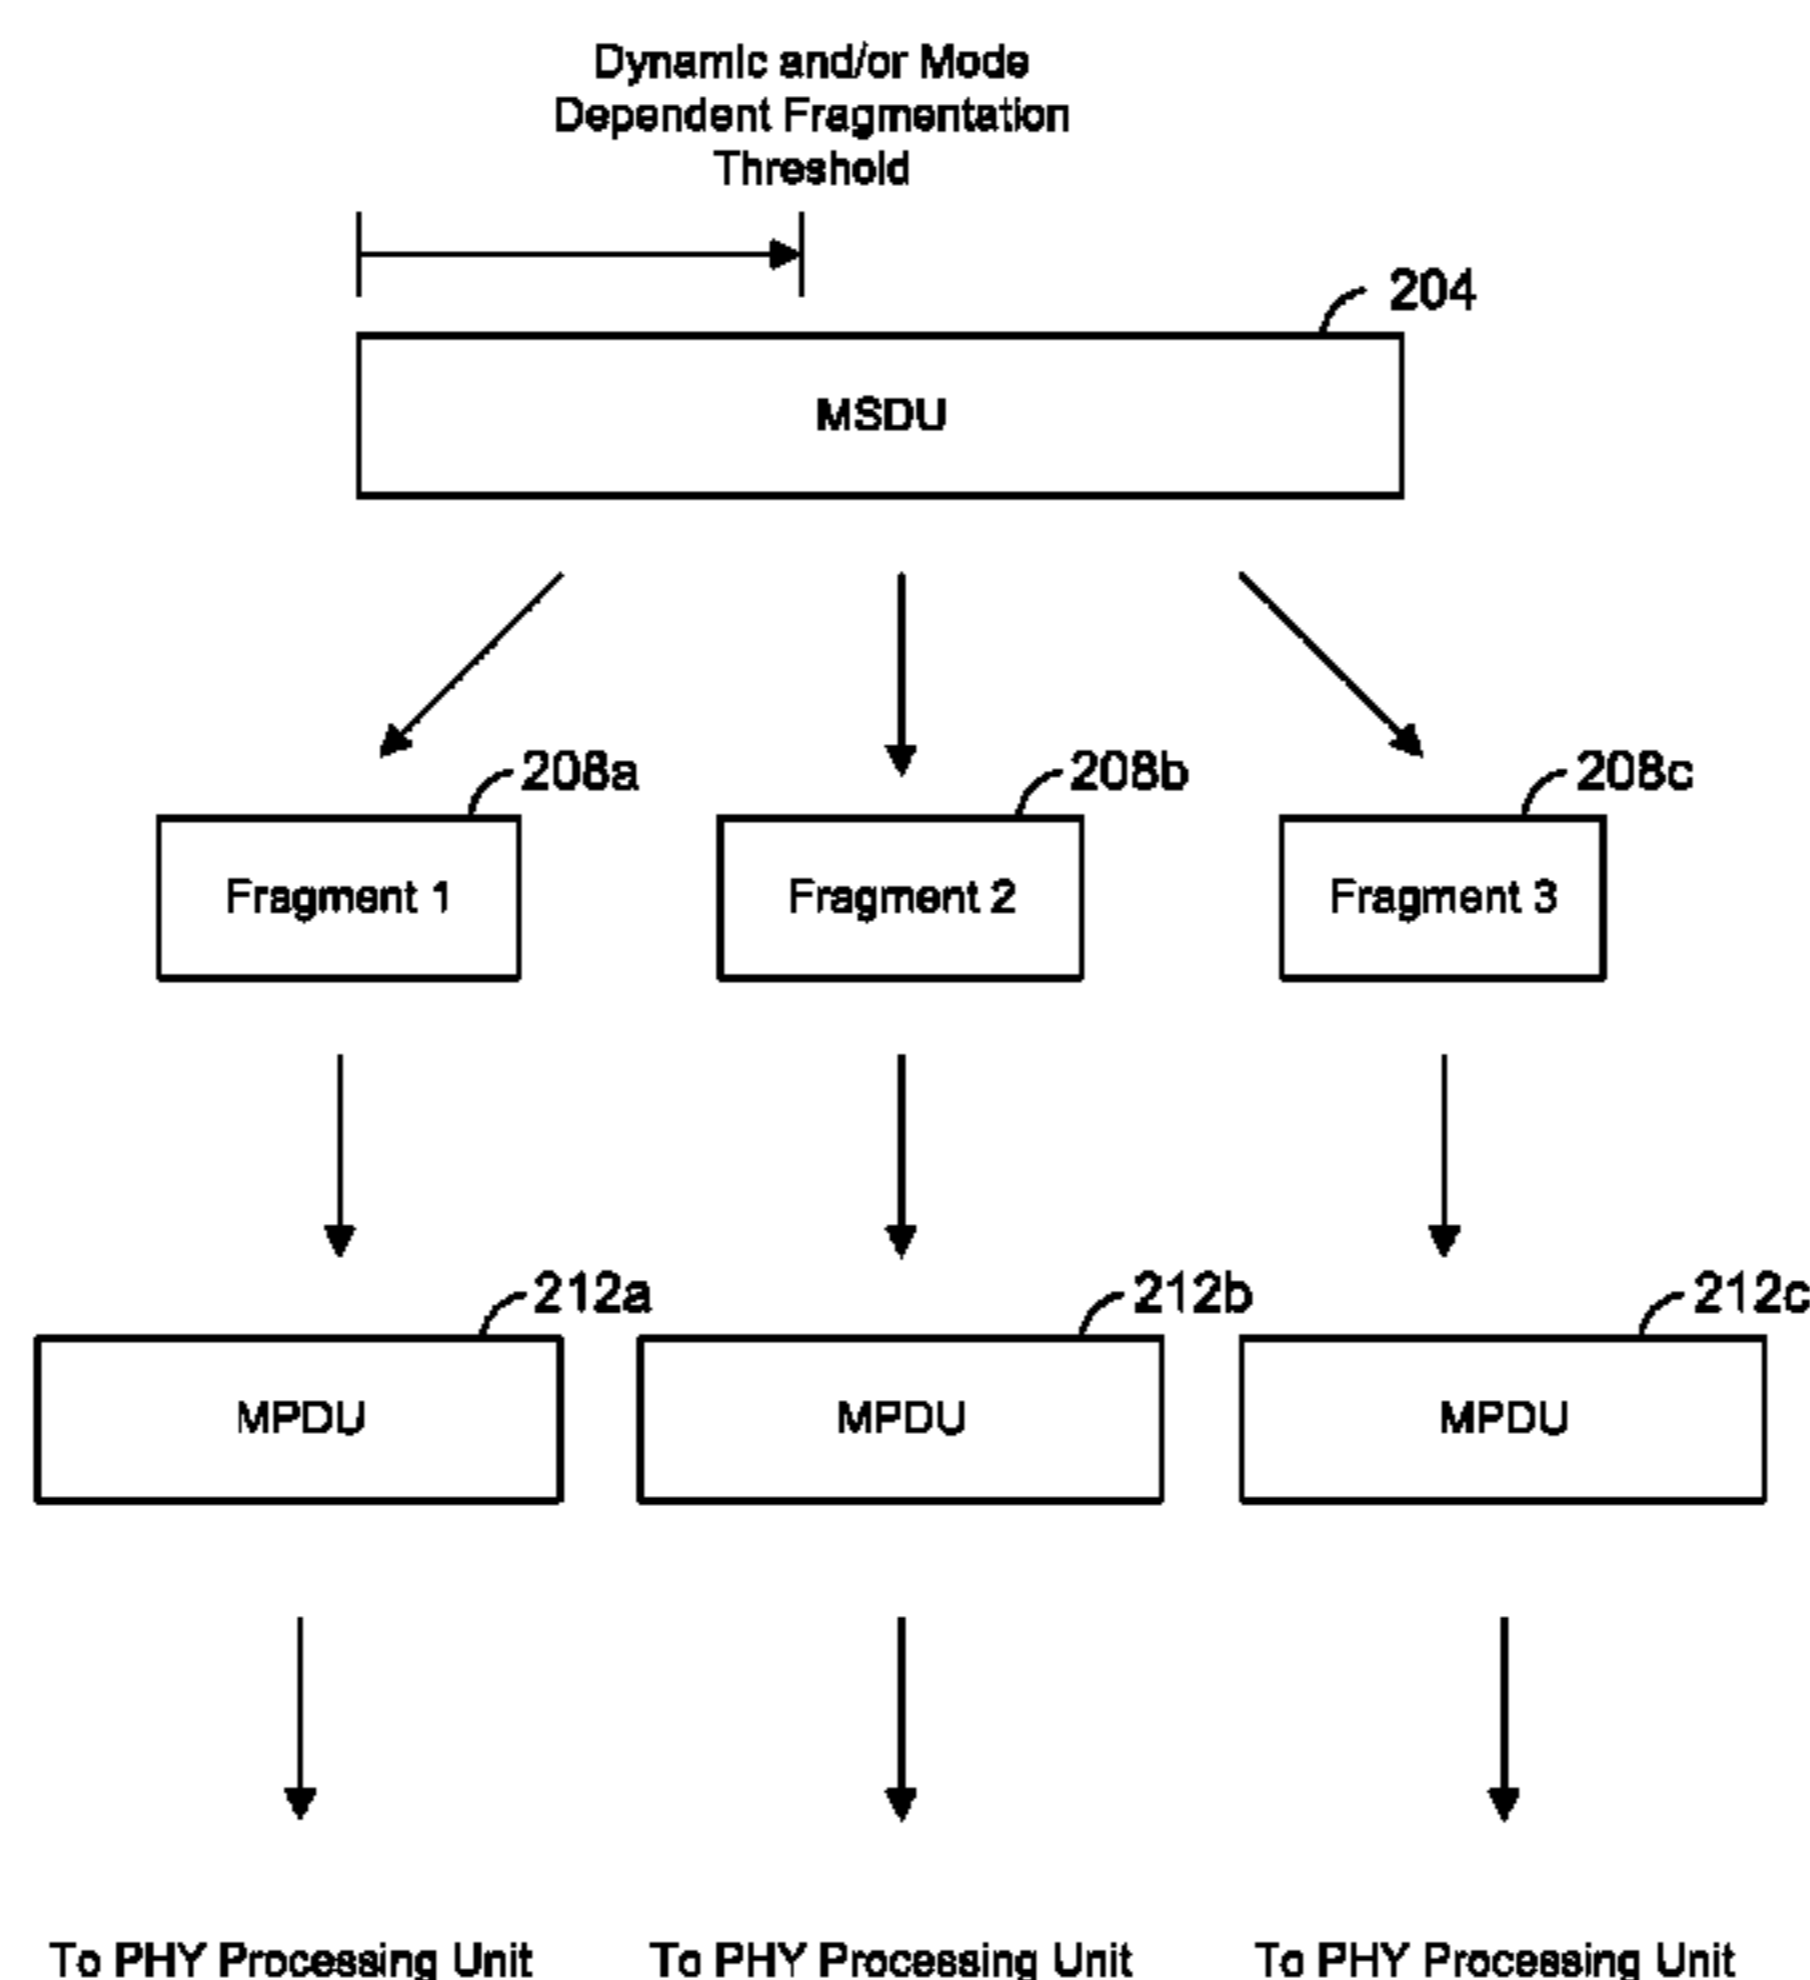 Dynamic and/or Mode
Dependent Fragmentation
Threshold
204
MSDU
208a
208b
208c
Fragment 1
Fragment 2
Fragment 3
212a
212b
212c
MPDU
MPDU
MPDU
To PHY Processing Unit
To PHY Processing Unit
To PHY Processing Unit